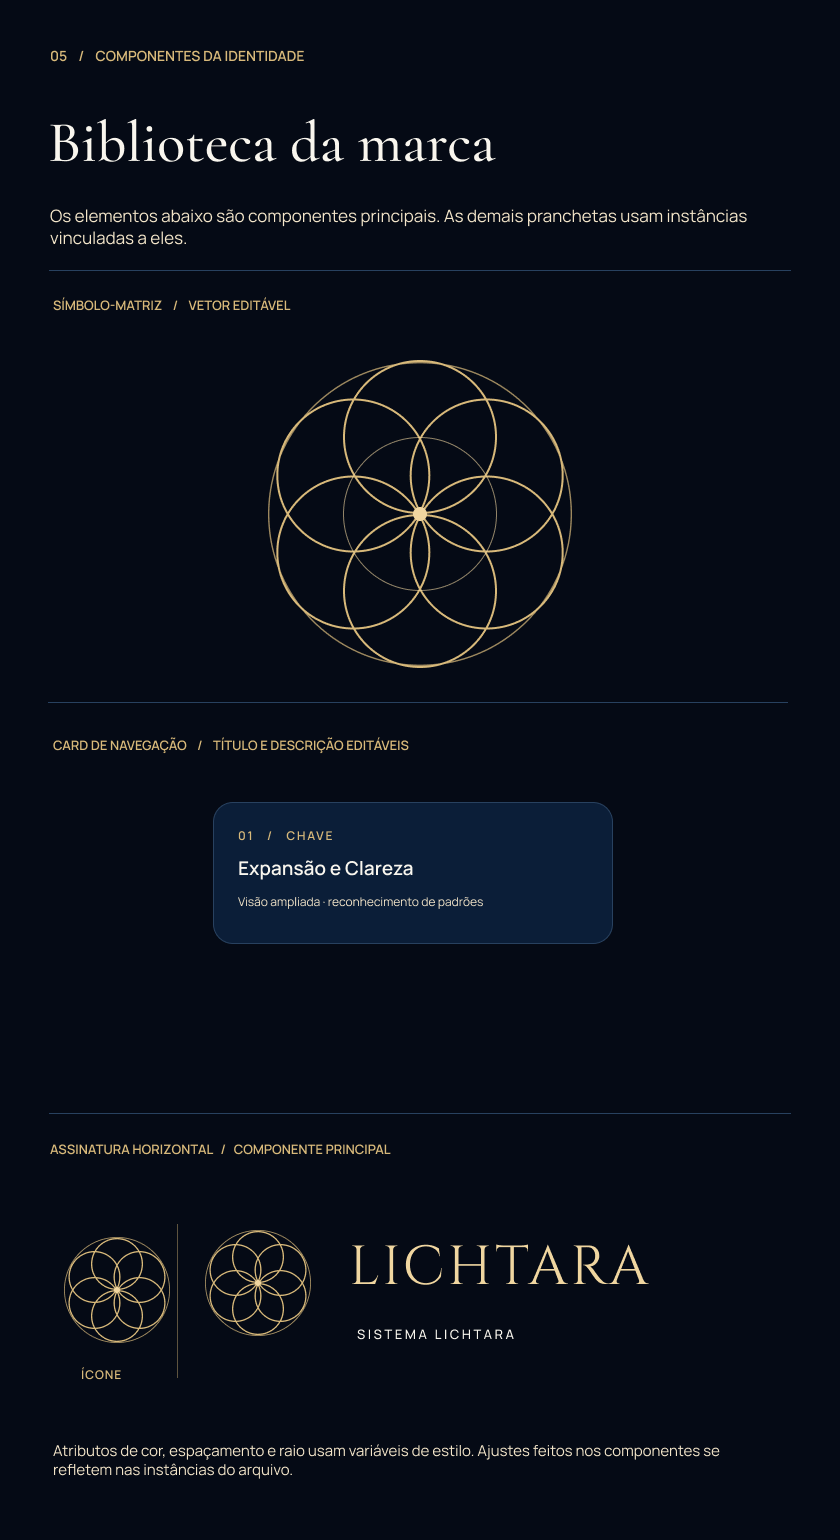 05 / COMPONENTES DA IDENTIDADE
Biblioteca da marca
Os elementos abaixo são componentes principais. As demais pranchetas usam instâncias
vinculadas a eles.
SÍMBOLO-MATRIZ / VETOR EDITÁVEL
CARD DE NAVEGAÇÃO / TÍTULO E DESCRIÇÃO EDITÁVEIS
01 / CHAVE
Expansão e Clareza
Visão ampliada · reconhecimento de padrões
ASSINATURA HORIZONTAL / COMPONENTE PRINCIPAL
LICHTARA
SISTEMA LICHTARA
ÍCONE
Atributos de cor, espaçamento e raio usam variáveis de estilo. Ajustes feitos nos componentes se
refletem nas instâncias do arquivo.